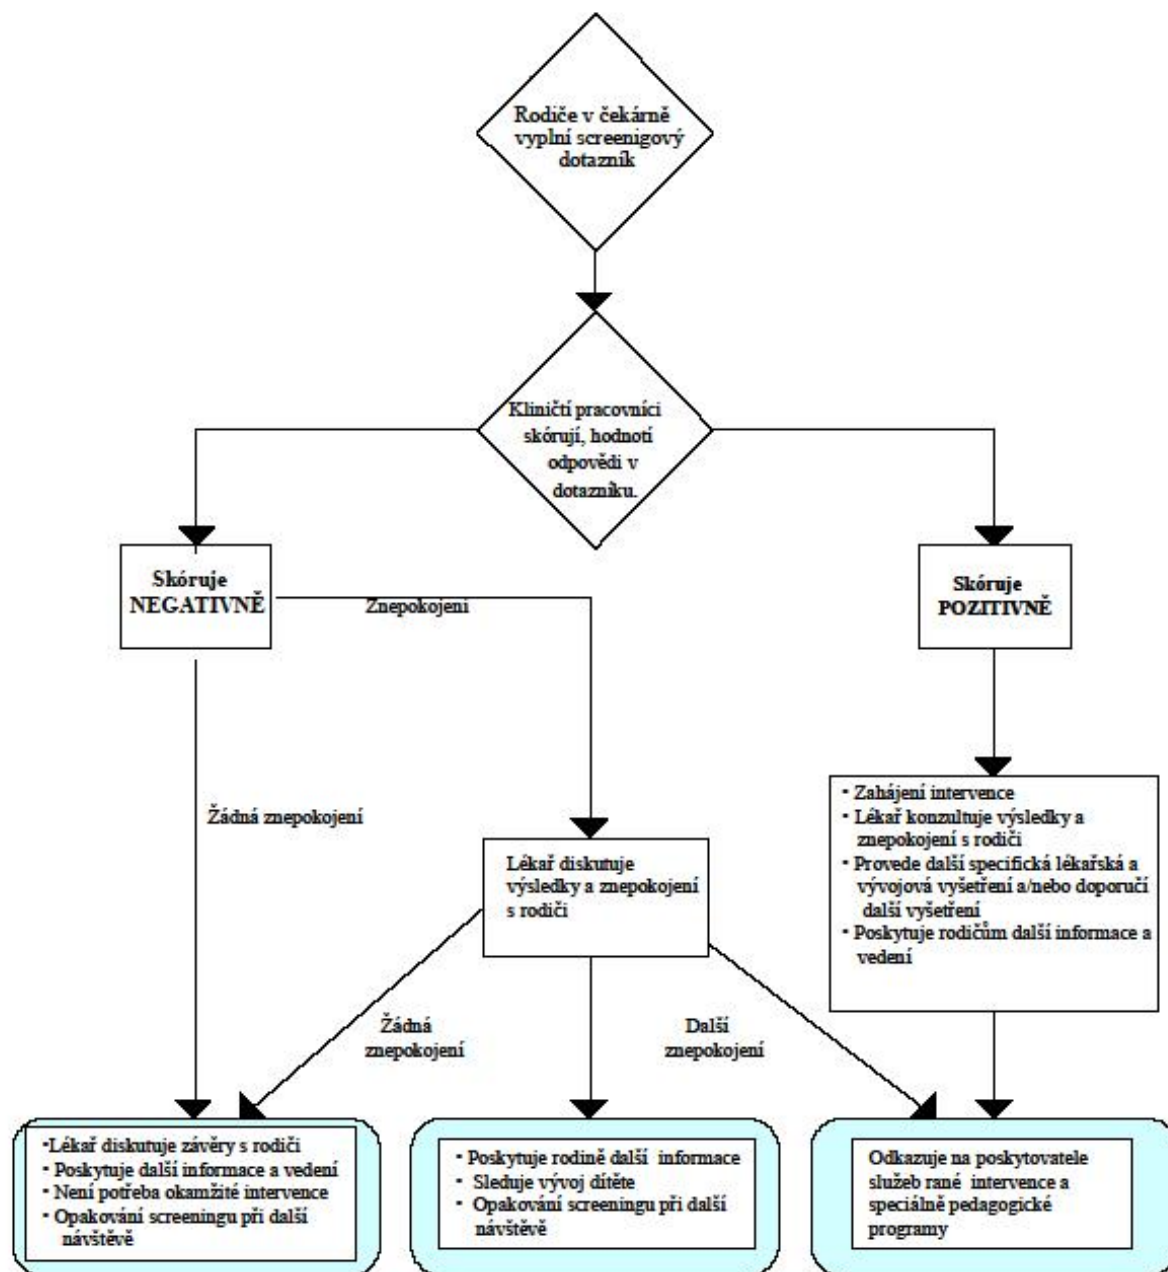 Rodiče v čekárně
vyplní screenigový
dotazník
Kliničtí pracovníci
skórují, hodnotí
odpovědi v
dotazníku.
Skóruje
NEGATIVNĚ
Znepokojeni
Skóruje
POZITIVNĚ
Žádná znepokojení
• Zahájení intervence
• Lékař konzultuje výsledky a
znepokojení s rodiči
• Provede další specifická lékařská a
vývojová vyšetření a/nebo doporučí
další vyšetření
• Poskytuje rodičům další informace a
vedení
Lékař diskutuje
výsledky a znepokojení
s rodiči
Žádná
znepokojení
Další
znepokojení
•Lékař diskutuje závěry s rodiči
• Poskytuje další informace a vedení
• Není potřeba okamžité intervence
• Opakování screeningu při další
návštěvě
• Poskytuje rodině další informace
• Sleduje vývoj dítěte
• Opakování screeningu při další
návštěvě
Odkazuje na poskytovatele
služeb rané intervence a
speciálně pedagogické
programy